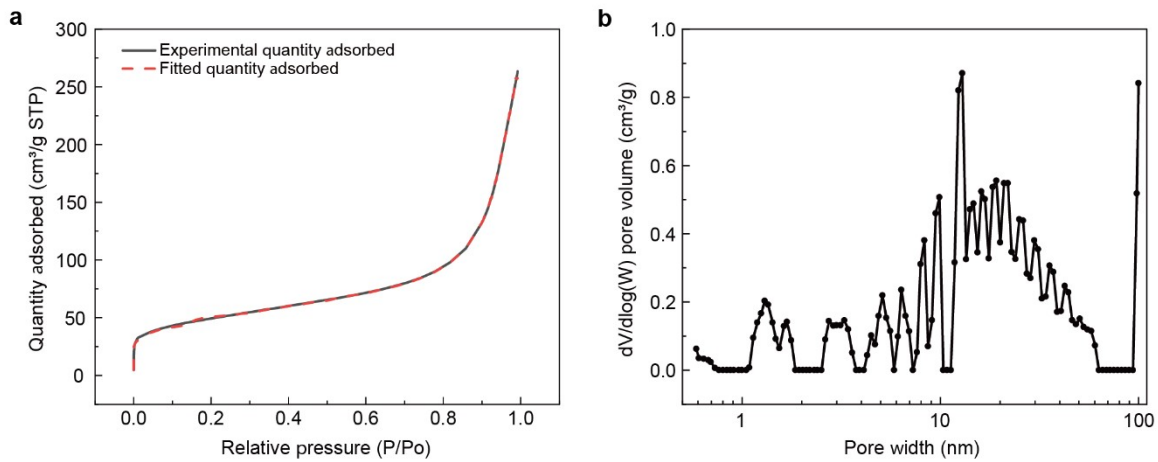 a
Quantity adsorbed (cm³/g STP)
300
250
200
150
100
50
0
Experimental quantity adsorbed
Fitted quantity adsorbed
0.0 0.2 0.4 0.6 0.8 1.0
Relative pressure (P/Po)
b
dV/dlog(W) pore volume (cm³/g)
1.0
0.8
0.6
0.4
0.2
0.0
1 10 100
Pore width (nm)